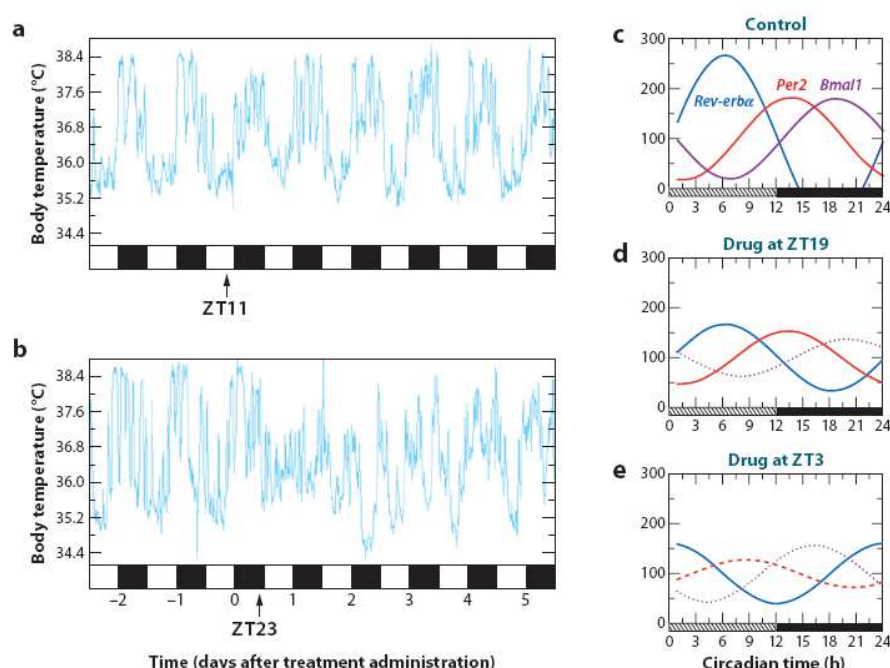 a
Body temperature (°C)
38.4
37.6
36.8
36.0
35.2
34.4
ZT11
b
Body temperature (°C)
38.4
37.6
36.8
36.0
35.2
34.4
−2 −1 0 1 2 3 4 5
ZT23
Time (days after treatment administration)
c
Control
300
200
100
0
Rev-erbα Per2 Bmal1
0 3 6 9 12 15 18 21 24
d
Drug at ZT19
300
200
100
0
0 3 6 9 12 15 18 21 24
e
Drug at ZT3
300
200
100
0
0 3 6 9 12 15 18 21 24
Circadian time (h)